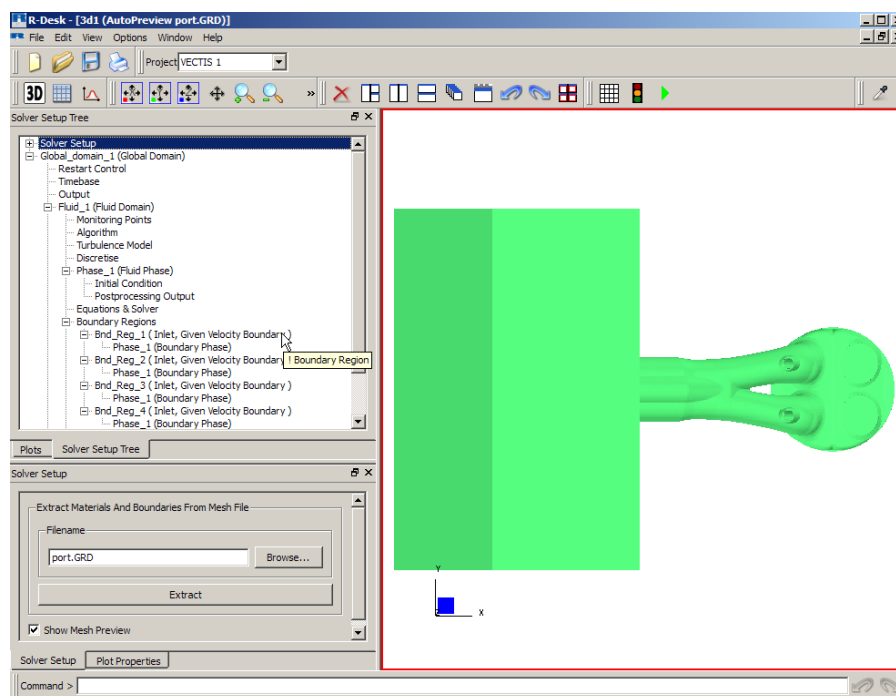 R-Desk - [3d1 (AutoPreview port.GRD)]
File Edit View Options Window Help
Project VECTIS 1
3D »
Solver Setup Tree
Solver Setup
Global_domain_1 (Global Domain)
Restart Control
Timebase
Output
Fluid_1 (Fluid Domain)
Monitoring Points
Algorithm
Turbulence Model
Discretise
Phase_1 (Fluid Phase)
Initial Condition
Postprocessing Output
Equations & Solver
Boundary Regions
Bnd_Reg_1 ( Inlet, Given Velocity Boundary )
Phase_1 (Boundary Phase)
Bnd_Reg_2 ( Inlet, Given Velocity Boundary
! Boundary Region
Phase_1 (Boundary Phase)
Bnd_Reg_3 ( Inlet, Given Velocity Boundary )
Phase_1 (Boundary Phase)
Bnd_Reg_4 ( Inlet, Given Velocity Boundary )
Phase_1 (Boundary Phase)
Plots Solver Setup Tree
Solver Setup
Extract Materials And Boundaries From Mesh File
Filename
port.GRD Browse...
Extract
Show Mesh Preview
Solver Setup Plot Properties
Y
X
Command >